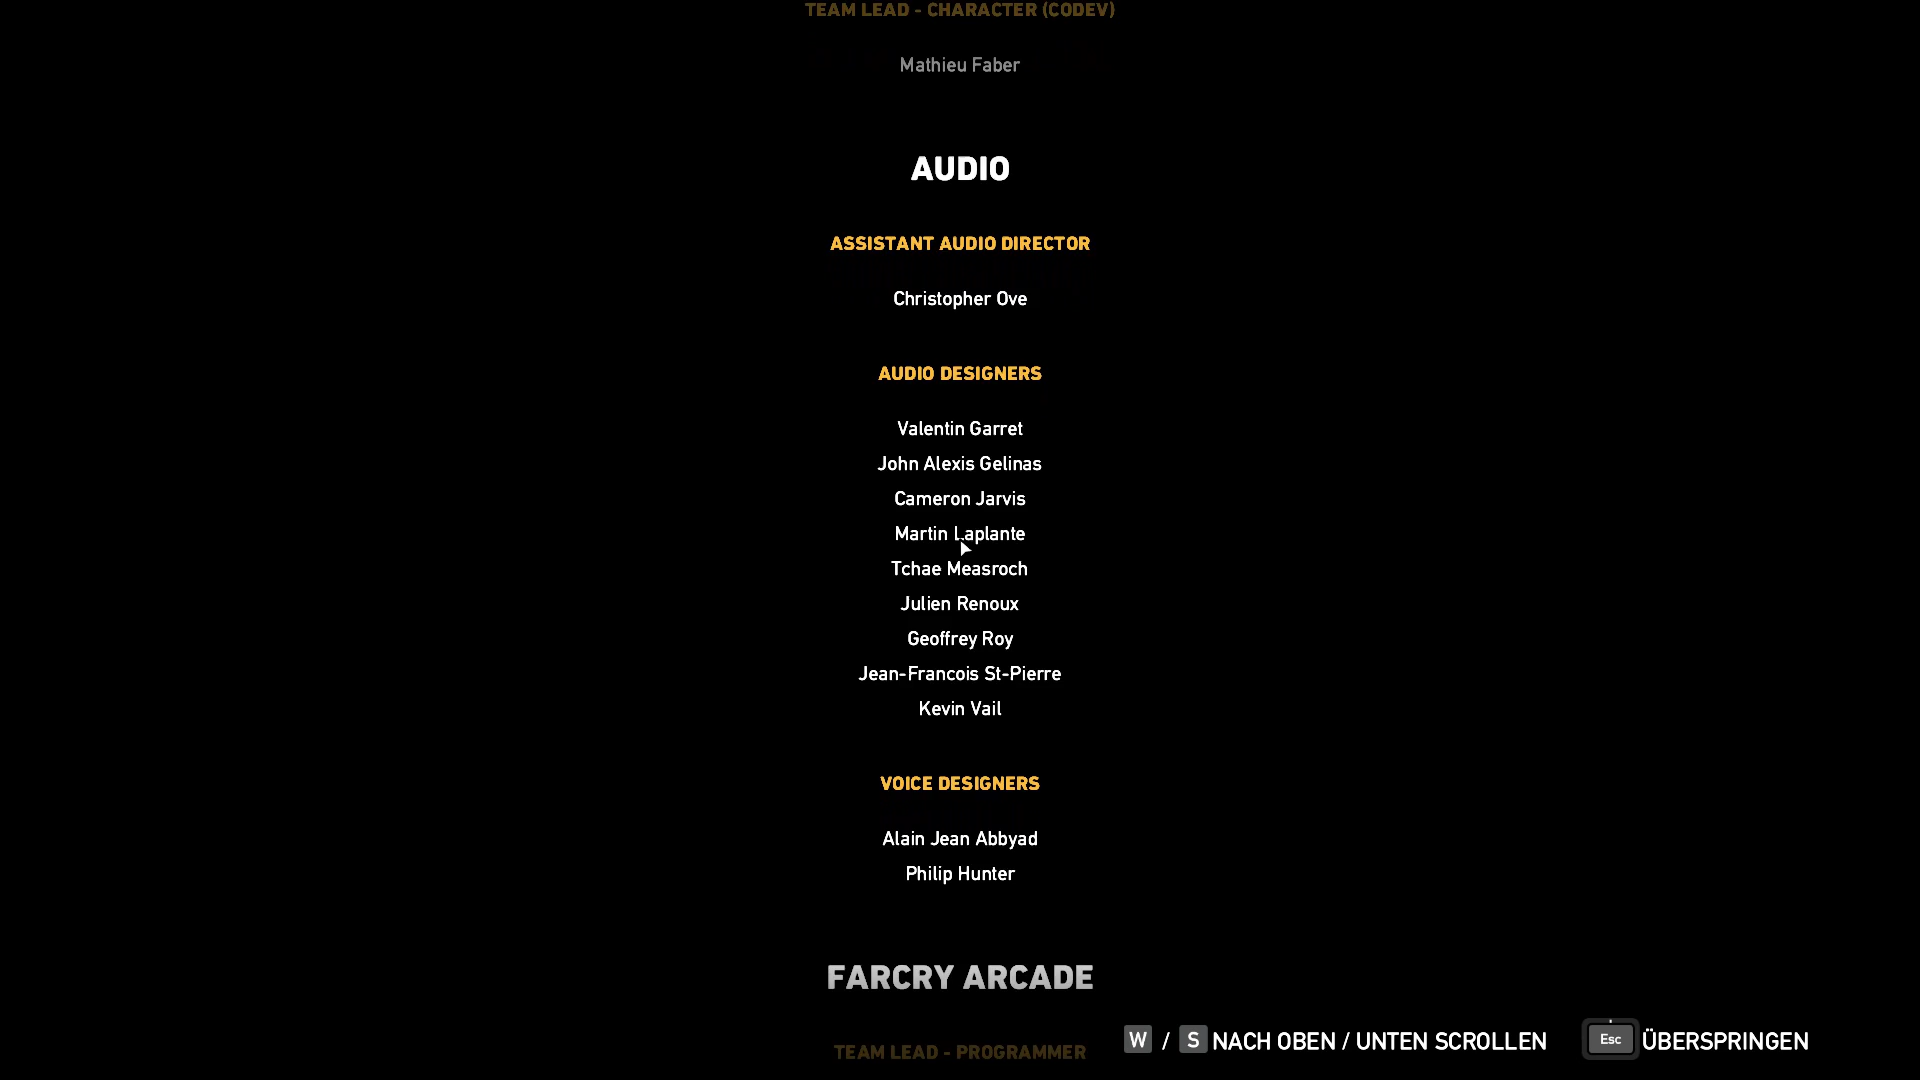 TEAM LEAD - CHARACTER (CODEV)
Mathieu Faber
AUDIO
ASSISTANT AUDIO DIRECTOR
Christopher Ove
AUDIO DESIGNERS
Valentin Garret
John Alexis Gelinas
Cameron Jarvis
Martin Laplante
Tchae Measroch
Julien Renoux
Geoffrey Roy
Jean-Francois St-Pierre
Kevin Vail
VOICE DESIGNERS
Alain Jean Abbyad
Philip Hunter
FARCRY ARCADE
TEAM LEAD - PROGRAMMER
W / S NACH OBEN / UNTEN SCROLLEN Esc ÜBERSPRINGEN